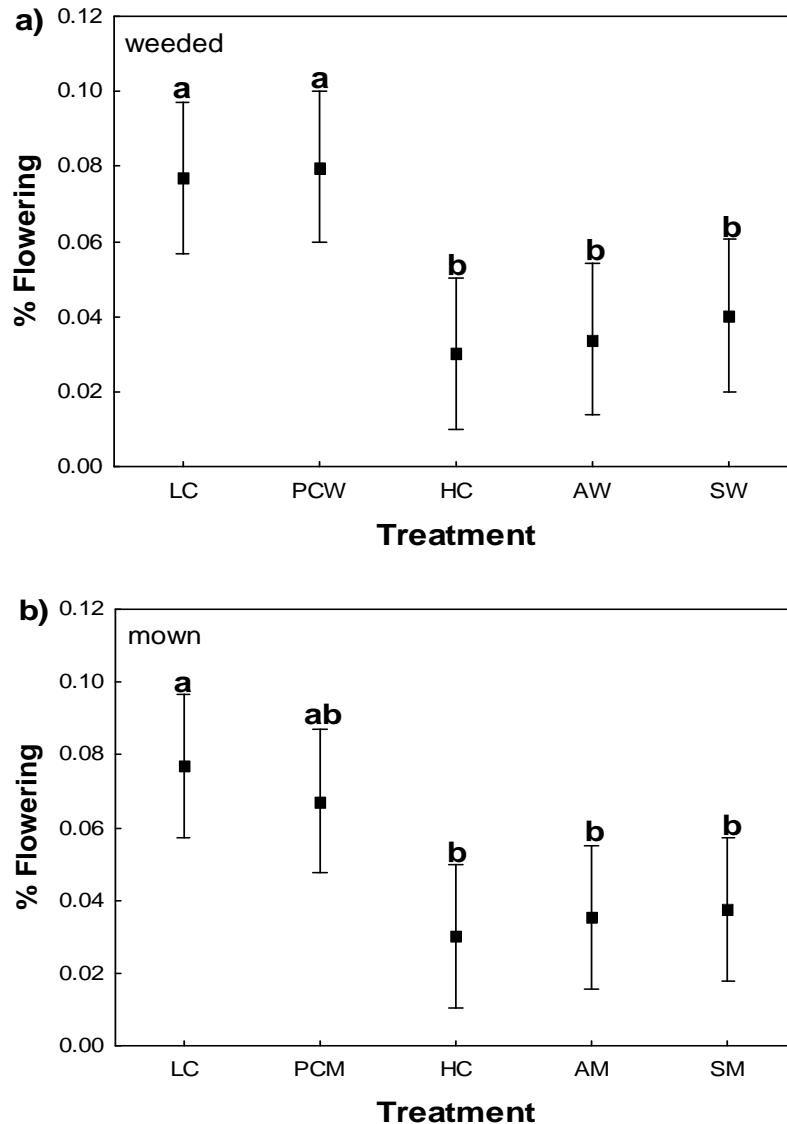 a)
weeded
% Flowering
0.12
0.10
0.08
0.06
0.04
0.02
0.00
a a b b b
LC PCW HC AW SW
Treatment
b)
mown
% Flowering
0.12
0.10
0.08
0.06
0.04
0.02
0.00
a ab b b b
LC PCM HC AM SM
Treatment